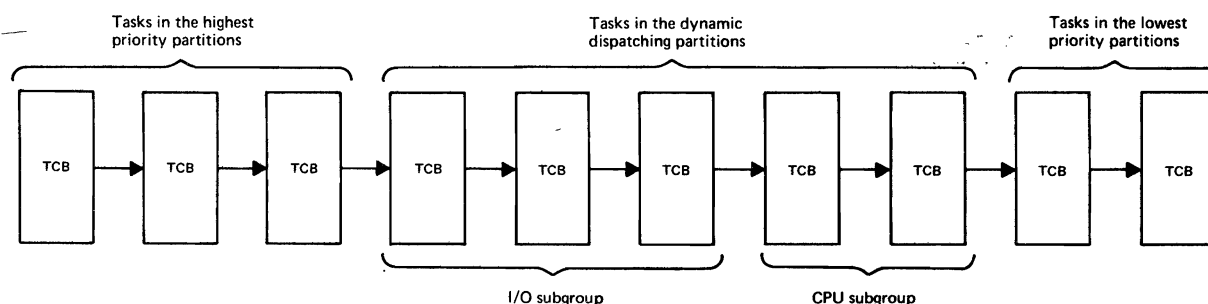 Tasks in the highest
priority partitions
Tasks in the dynamic
dispatching partitions
Tasks in the lowest
priority partitions
TCB
TCB
TCB
TCB
TCB
TCB
TCB
TCB
TCB
TCB
I/O subgroup
CPU subgroup